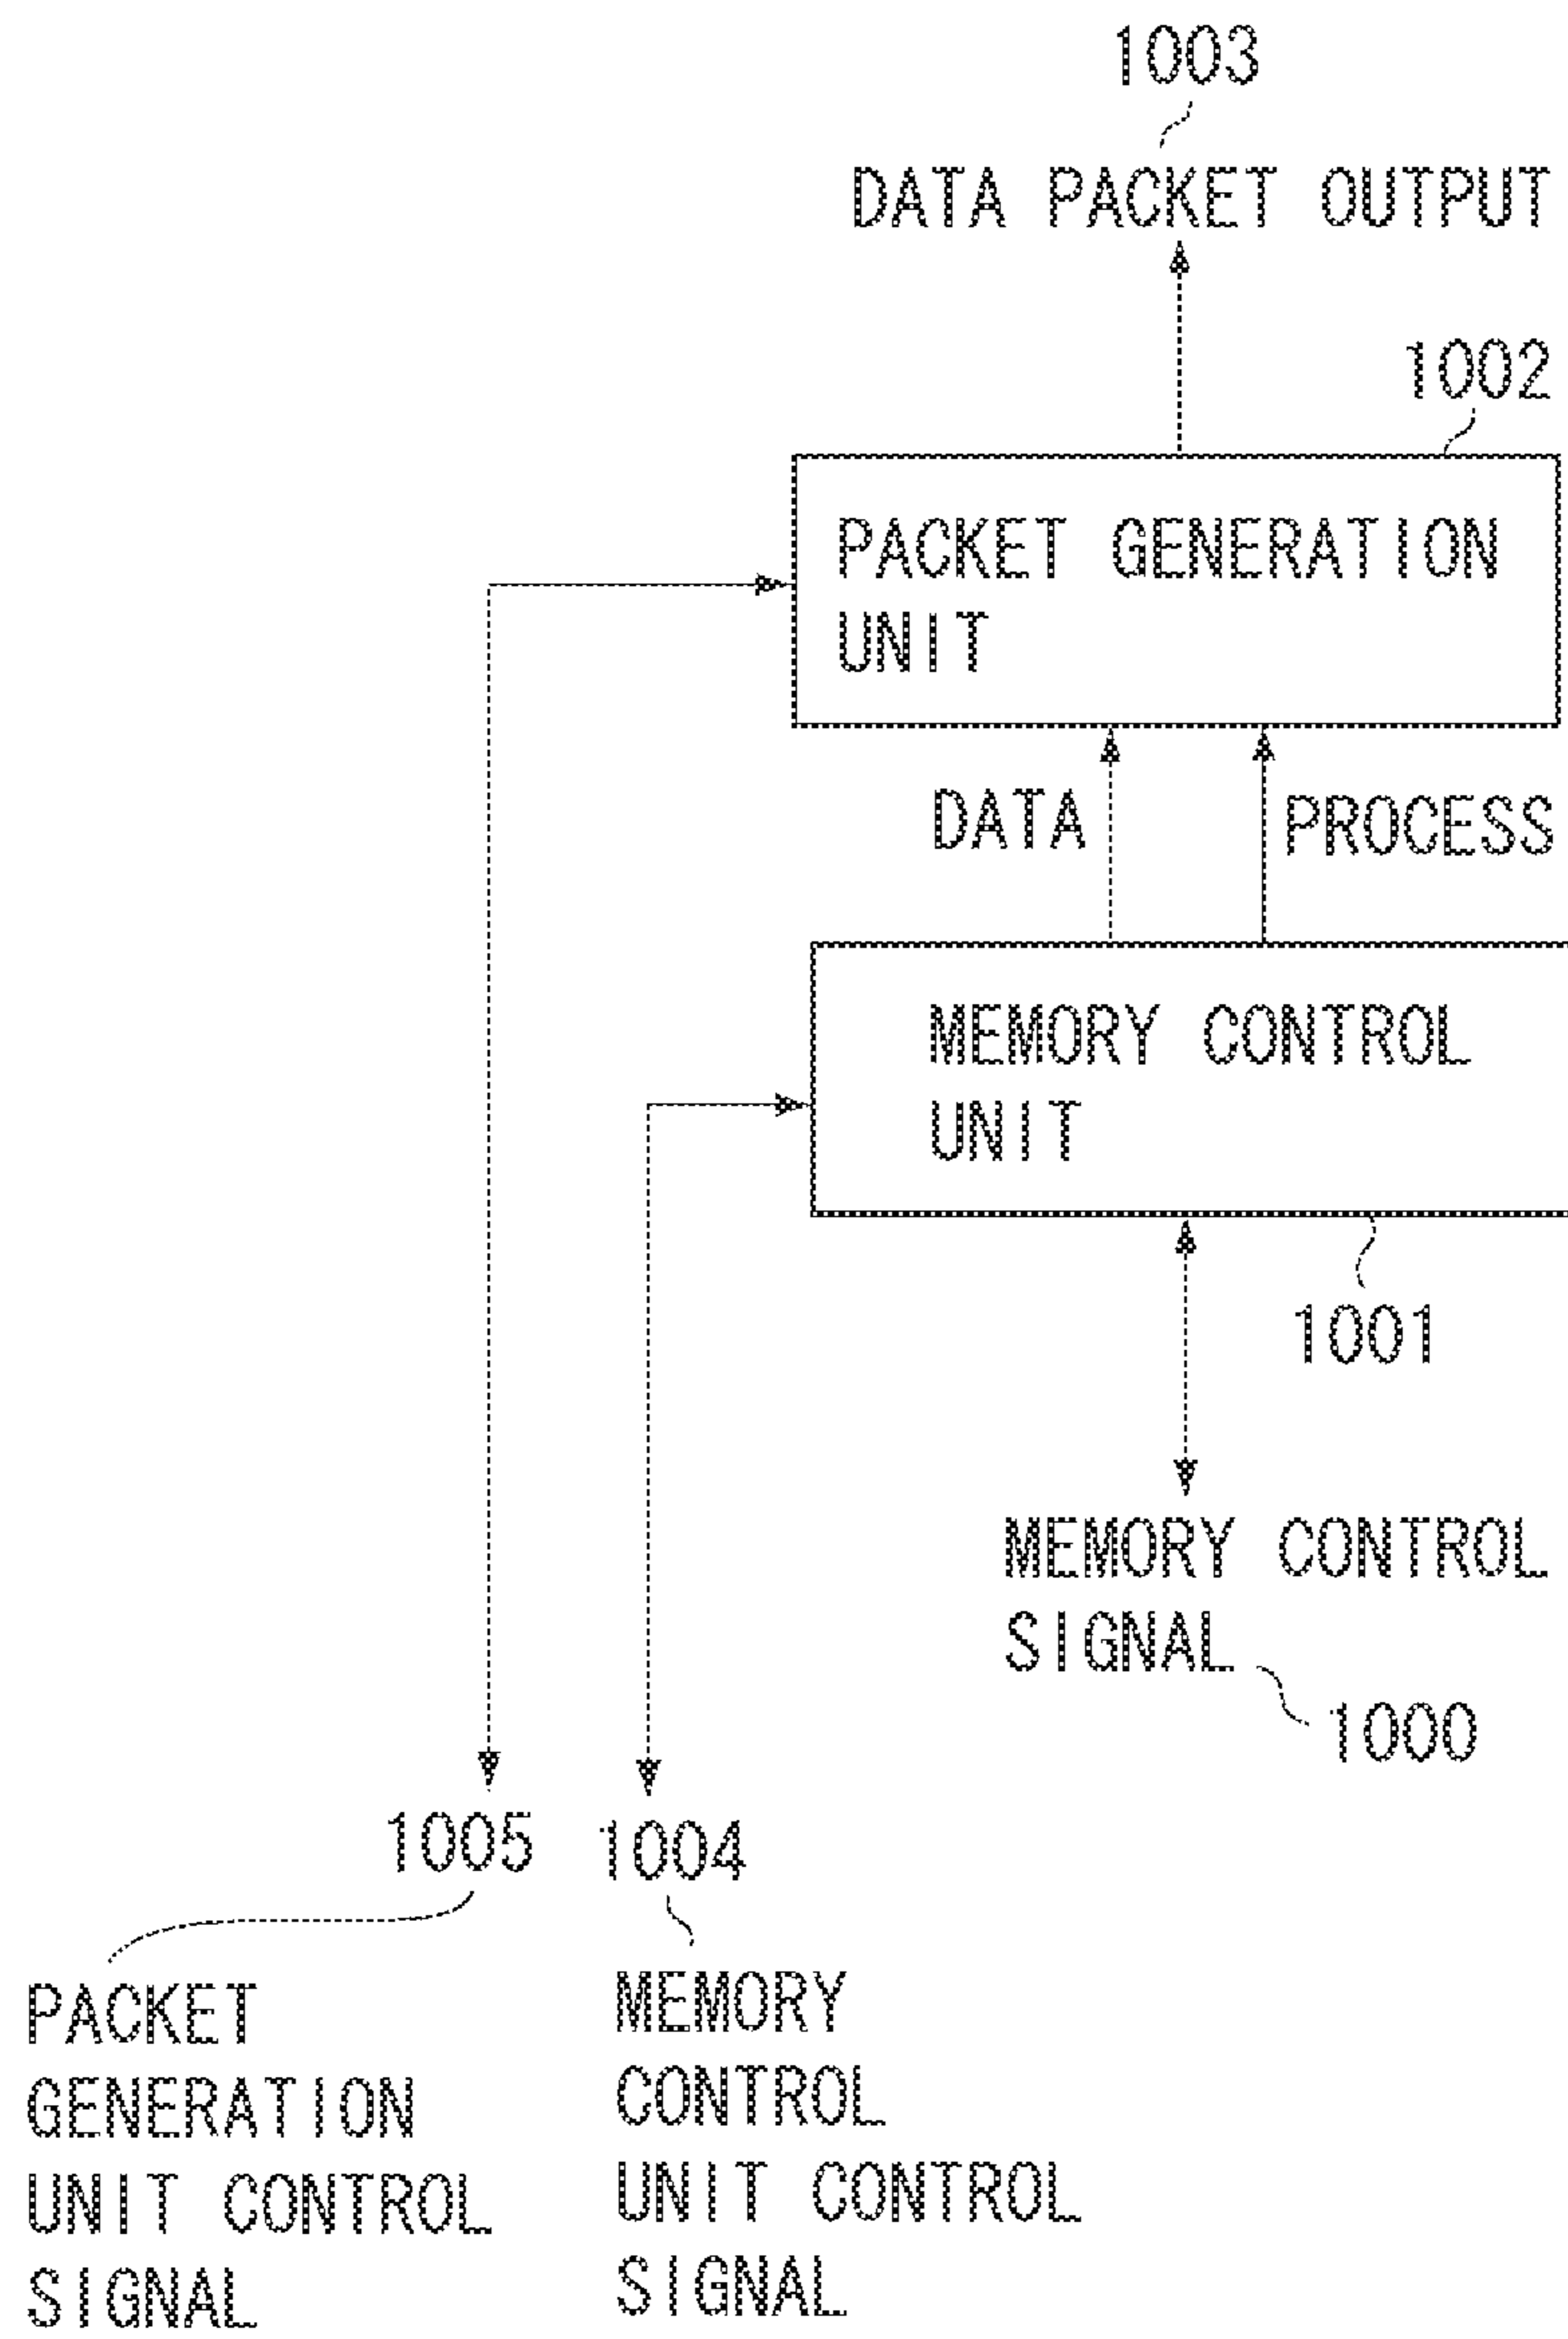 1003
DATA PACKET OUTPUT
1002
PACKET GENERATION
UNIT
DATA
PROCESS
MEMORY CONTROL
UNIT
1001
MEMORY CONTROL
SIGNAL
1000
1005
1004
PACKET
GENERATION
UNIT CONTROL
SIGNAL
MEMORY
CONTROL
UNIT CONTROL
SIGNAL